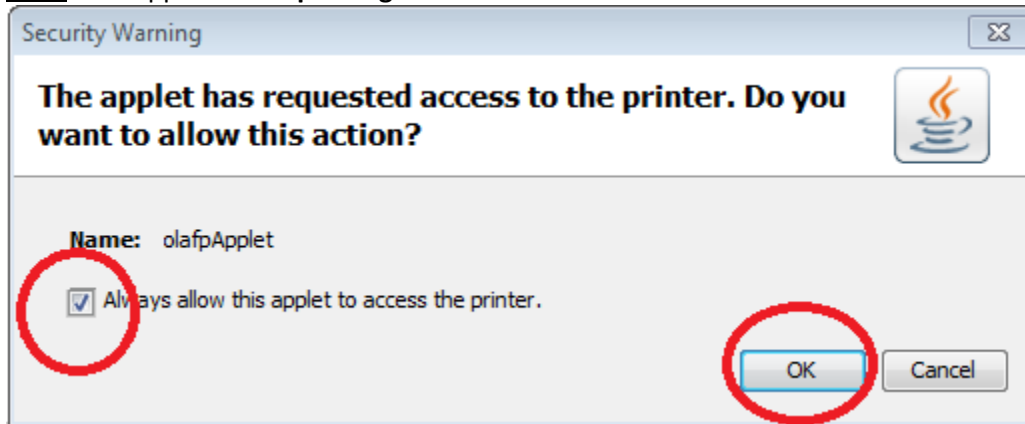 Security Warning
The applet has requested access to the printer. Do you
want to allow this action?
Name: olafpApplet
Always allow this applet to access the printer.
OK Cancel